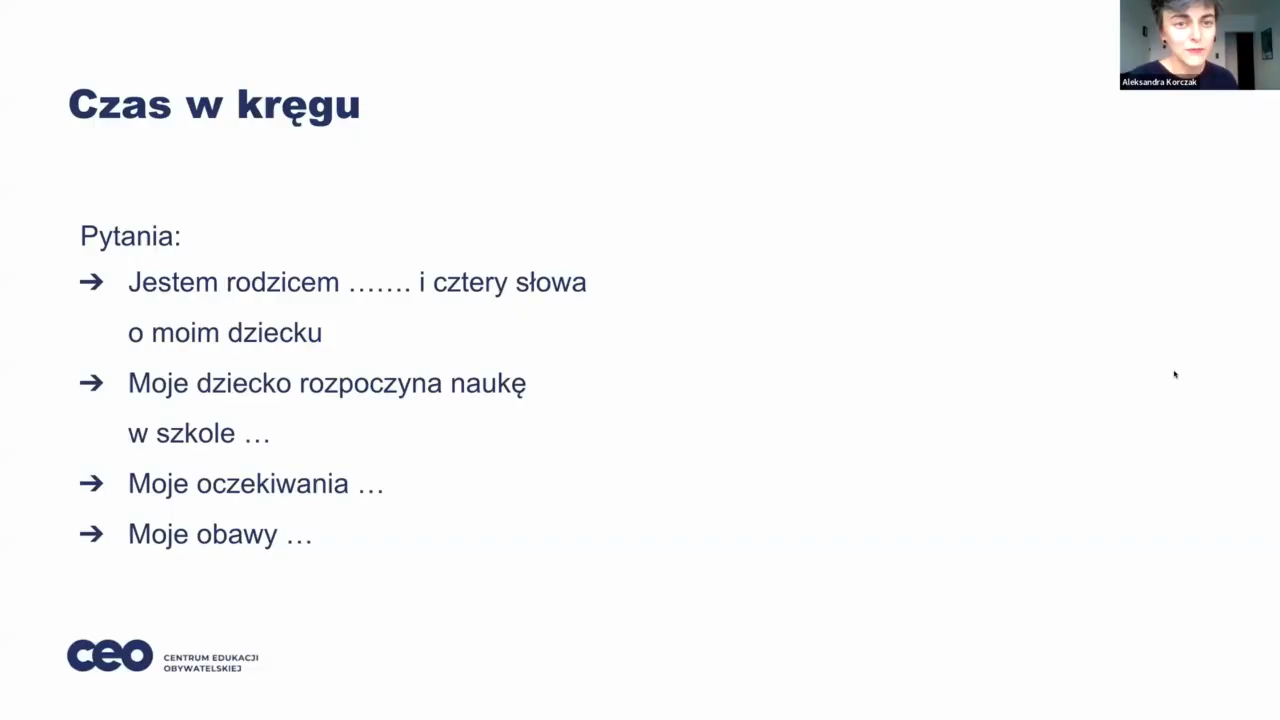 Aleksandra Korczak
Czas w kręgu
Pytania:
➔ Jestem rodzicem ……. i cztery słowa
o moim dziecku
➔ Moje dziecko rozpoczyna naukę
w szkole …
➔ Moje oczekiwania …
➔ Moje obawy …
ceo CENTRUM EDUKACJI
OBYWATELSKIEJ